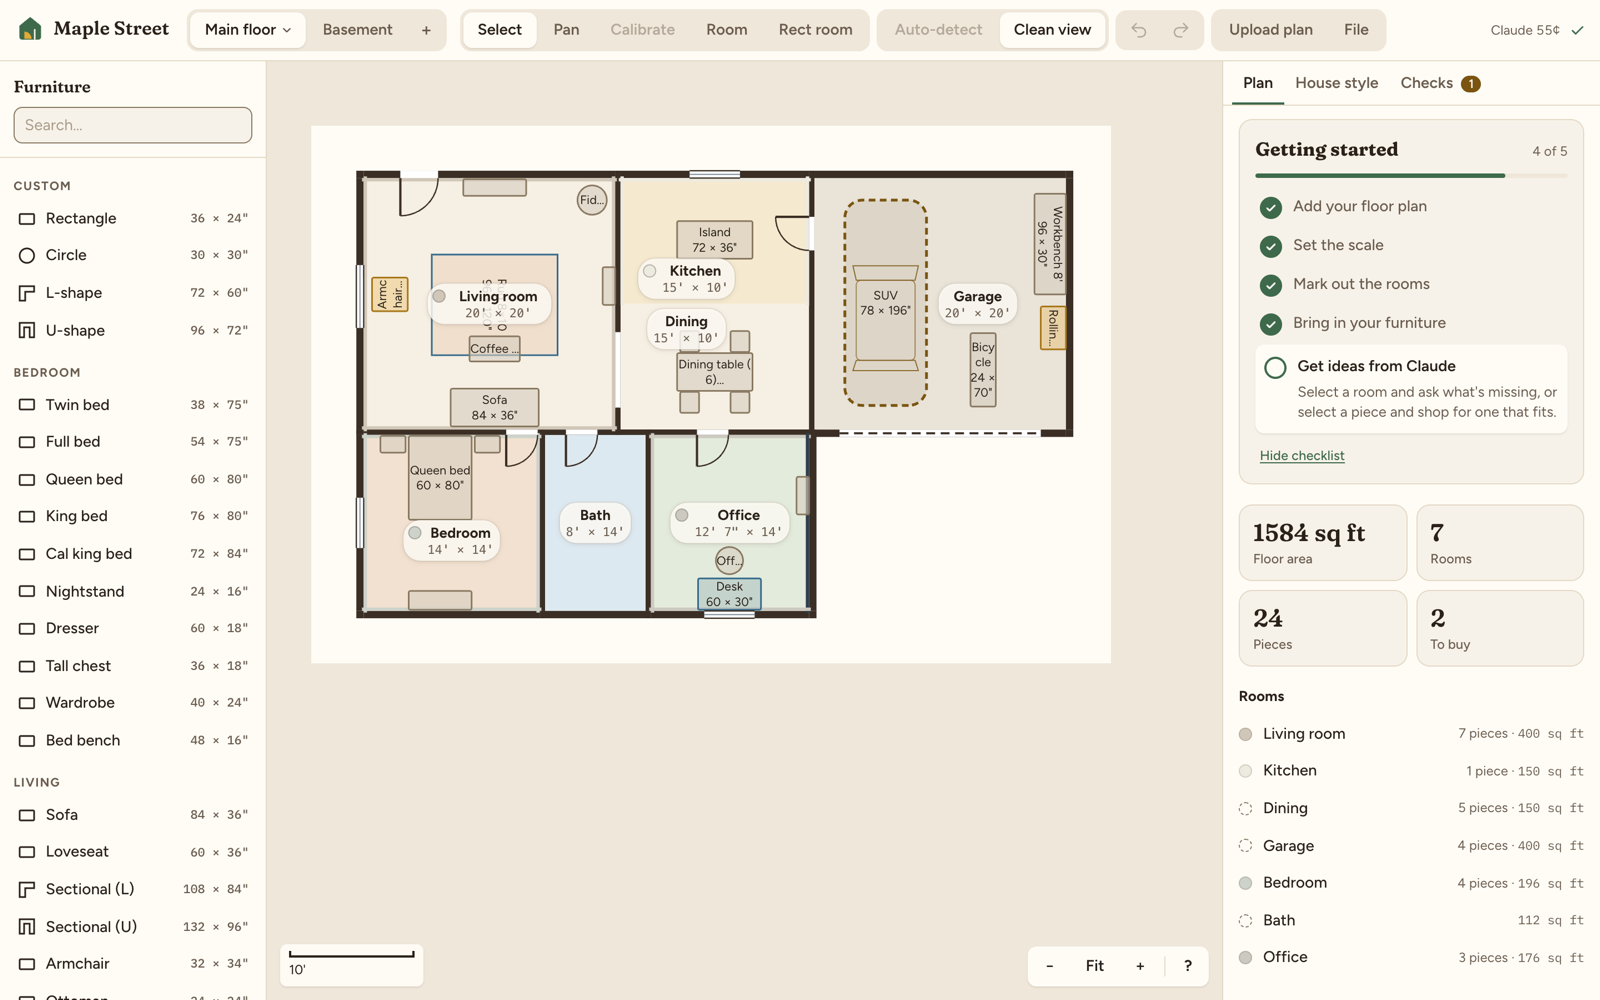 Maple Street
Main floor
Basement
+
Select
Pan
Calibrate
Room
Rect room
Auto-detect
Clean view
Upload plan
File
Claude 55¢
Furniture
Search...
CUSTOM
Rectangle 36 × 24"
Circle 30 × 30"
L-shape 72 × 60"
U-shape 96 × 72"
BEDROOM
Twin bed 38 × 75"
Full bed 54 × 75"
Queen bed 60 × 80"
King bed 76 × 80"
Cal king bed 72 × 84"
Nightstand 24 × 16"
Dresser 60 × 18"
Tall chest 36 × 18"
Wardrobe 40 × 24"
Bed bench 48 × 16"
LIVING
Sofa 84 × 36"
Loveseat 60 × 36"
Sectional (L) 108 × 84"
Sectional (U) 132 × 96"
Armchair 32 × 34"
Fid...
Armc
hair...
Living room
20' × 20'
Coffee ...
Sofa
84 × 36"
Island
72 × 36"
Kitchen
15' × 10'
Dining
15' × 10'
Dining table (
6)...
SUV
78 × 196"
Garage
20' × 20'
Bicy
cle
24 ×
70"
Workbench 8'
96 × 30"
Rollin...
Queen bed
60 × 80"
Bedroom
14' × 14'
Bath
8' × 14'
Office
12' 7" × 14'
Off...
Desk
60 × 30"
10'
-
Fit
+
?
Plan
House style
Checks 1
Getting started 4 of 5
Add your floor plan
Set the scale
Mark out the rooms
Bring in your furniture
Get ideas from Claude
Select a room and ask what's missing, or
select a piece and shop for one that fits.
Hide checklist
1584 sq ft
Floor area
7
Rooms
24
Pieces
2
To buy
Rooms
Living room 7 pieces · 400 sq ft
Kitchen 1 piece · 150 sq ft
Dining 5 pieces · 150 sq ft
Garage 4 pieces · 400 sq ft
Bedroom 4 pieces · 196 sq ft
Bath 112 sq ft
Office 3 pieces · 176 sq ft